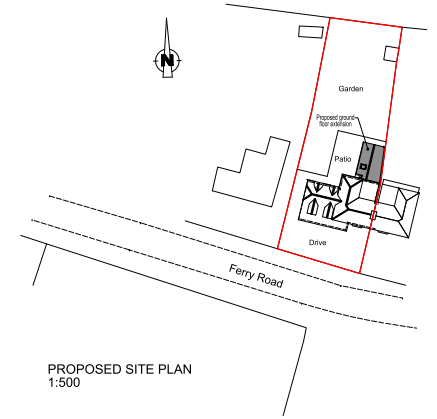 N
Garden
Proposed ground
floor extension
Patio
Drive
Ferry Road
PROPOSED SITE PLAN
1:500